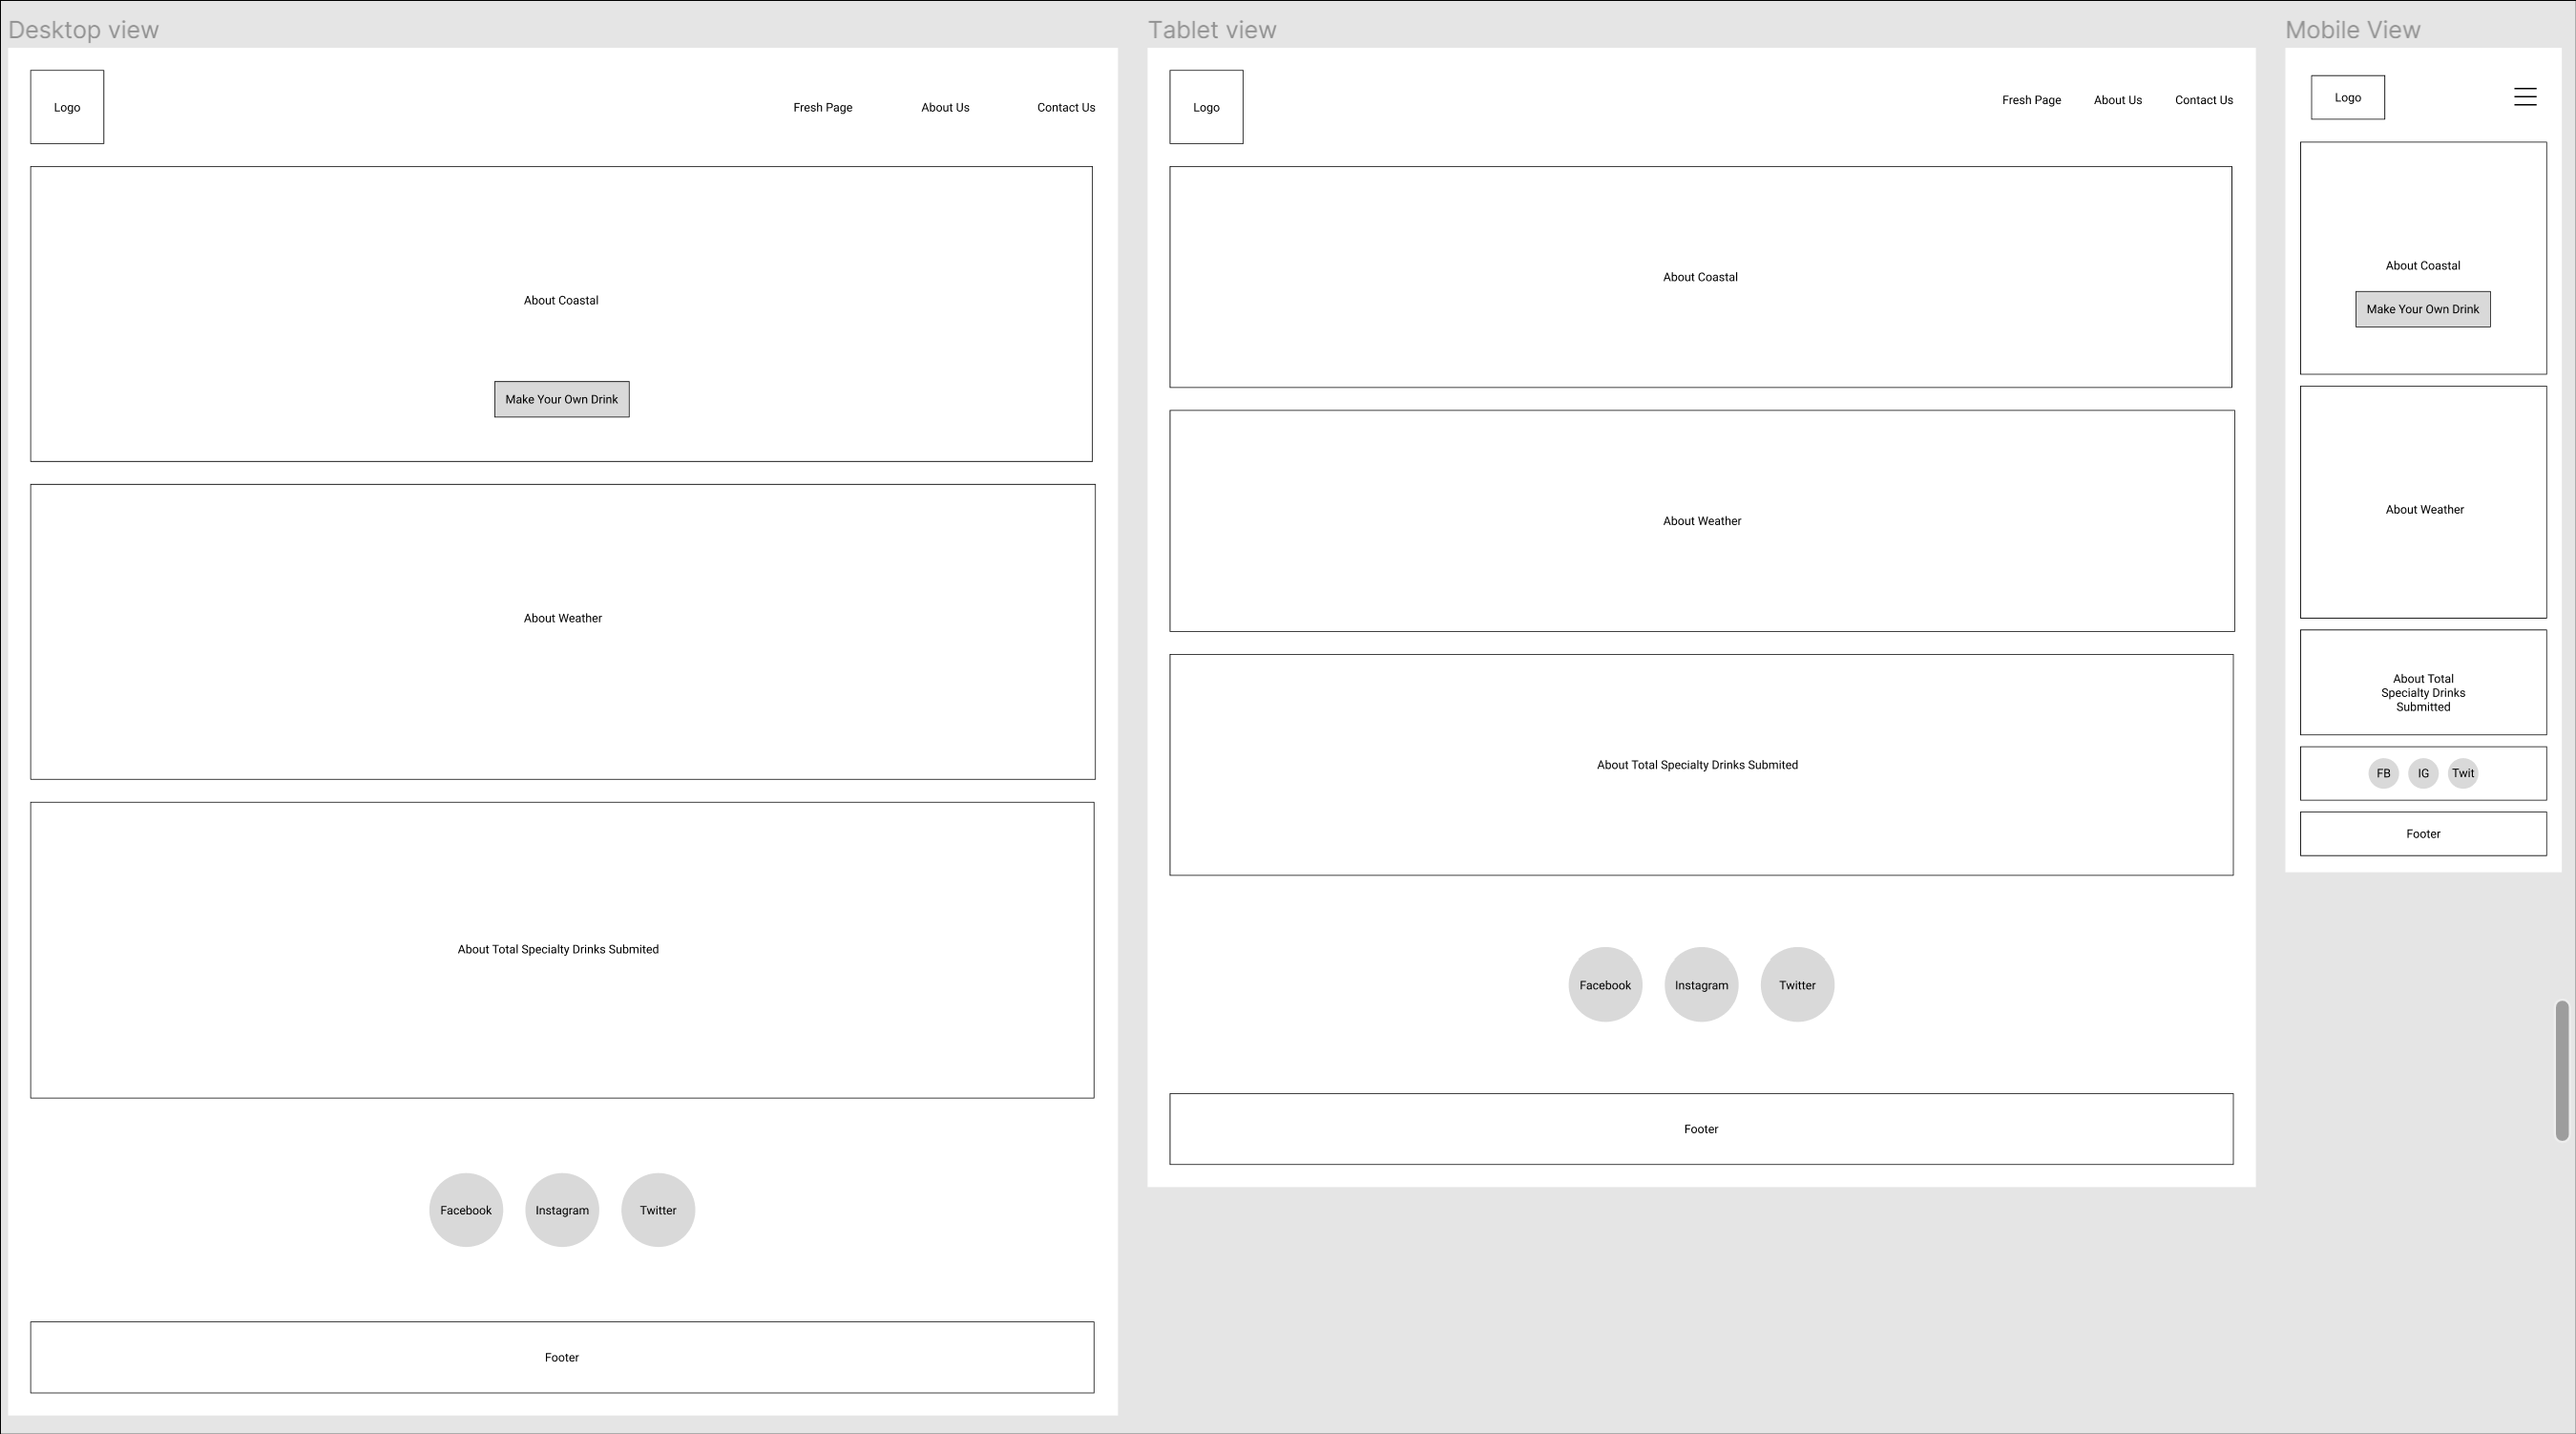 Desktop view
Logo
Fresh Page
About Us
Contact Us
About Coastal
Make Your Own Drink
About Weather
About Total Specialty Drinks Submited
Facebook
Instagram
Twitter
Footer
Tablet view
Logo
Fresh Page
About Us
Contact Us
About Coastal
About Weather
About Total Specialty Drinks Submited
Facebook
Instagram
Twitter
Footer
Mobile View
Logo
About Coastal
Make Your Own Drink
About Weather
About Total
Specialty Drinks
Submitted
FB
IG
Twit
Footer